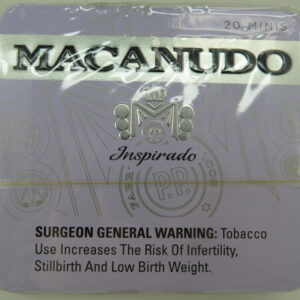 20 MINIS
MACANUDO
M
Inspirado
P.P.
SURGEON GENERAL WARNING: Tobacco
Use Increases The Risk Of Infertility,
Stillbirth And Low Birth Weight.